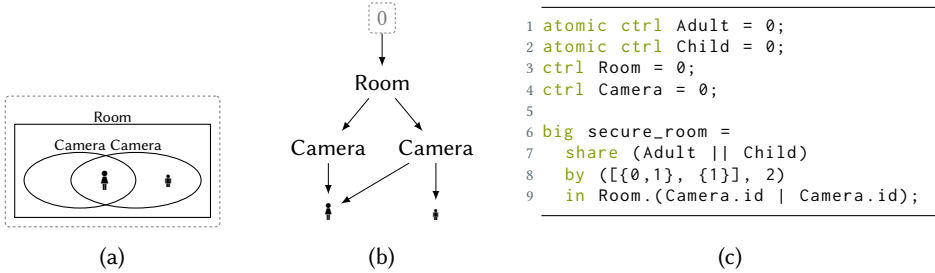 Room
Camera Camera
(a)
0
Room
Camera Camera
(b)
1 atomic ctrl Adult = 0;
2 atomic ctrl Child = 0;
3 ctrl Room = 0;
4 ctrl Camera = 0;
5
6 big secure_room =
7 share (Adult || Child)
8 by ([{0,1}, {1}], 2)
9 in Room.(Camera.id | Camera.id);
(c)